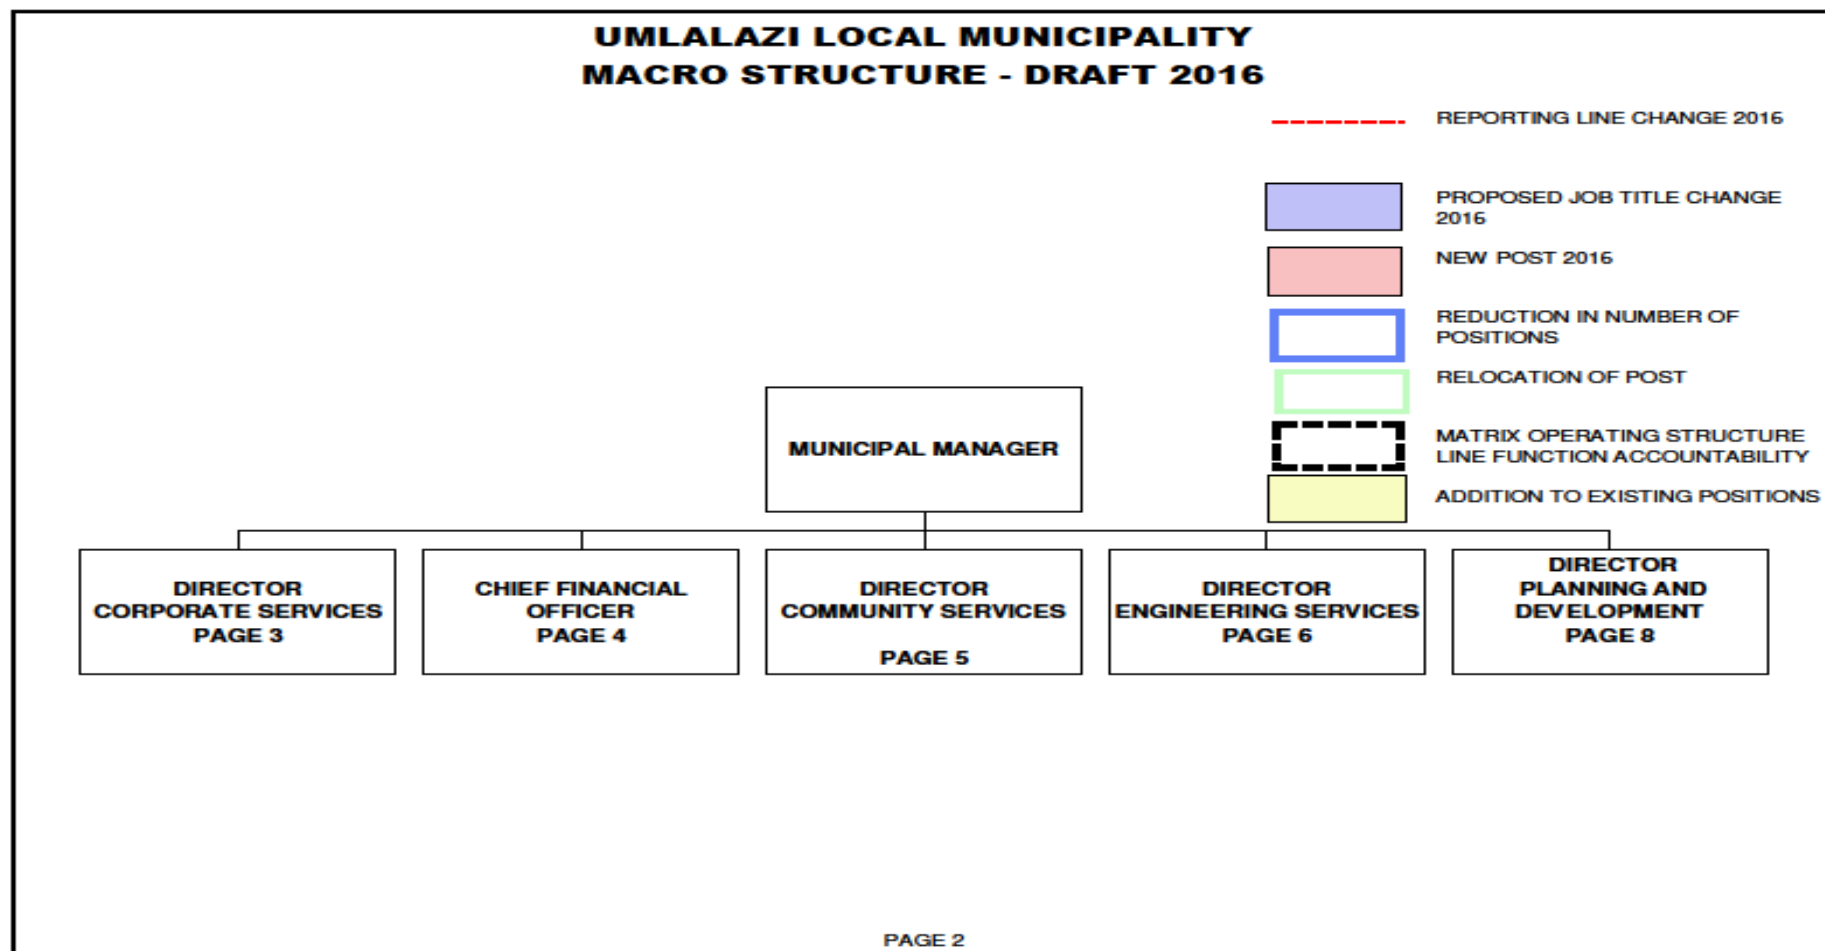 UMLALAZI LOCAL MUNICIPALITY
MACRO STRUCTURE - DRAFT 2016
REPORTING LINE CHANGE 2016
PROPOSED JOB TITLE CHANGE
2016
NEW POST 2016
REDUCTION IN NUMBER OF
POSITIONS
RELOCATION OF POST
MATRIX OPERATING STRUCTURE
LINE FUNCTION ACCOUNTABILITY
ADDITION TO EXISTING POSITIONS
MUNICIPAL MANAGER
DIRECTOR
CORPORATE SERVICES
PAGE 3
CHIEF FINANCIAL
OFFICER
PAGE 4
DIRECTOR
COMMUNITY SERVICES
PAGE 5
DIRECTOR
ENGINEERING SERVICES
PAGE 6
DIRECTOR
PLANNING AND
DEVELOPMENT
PAGE 8
PAGE 2